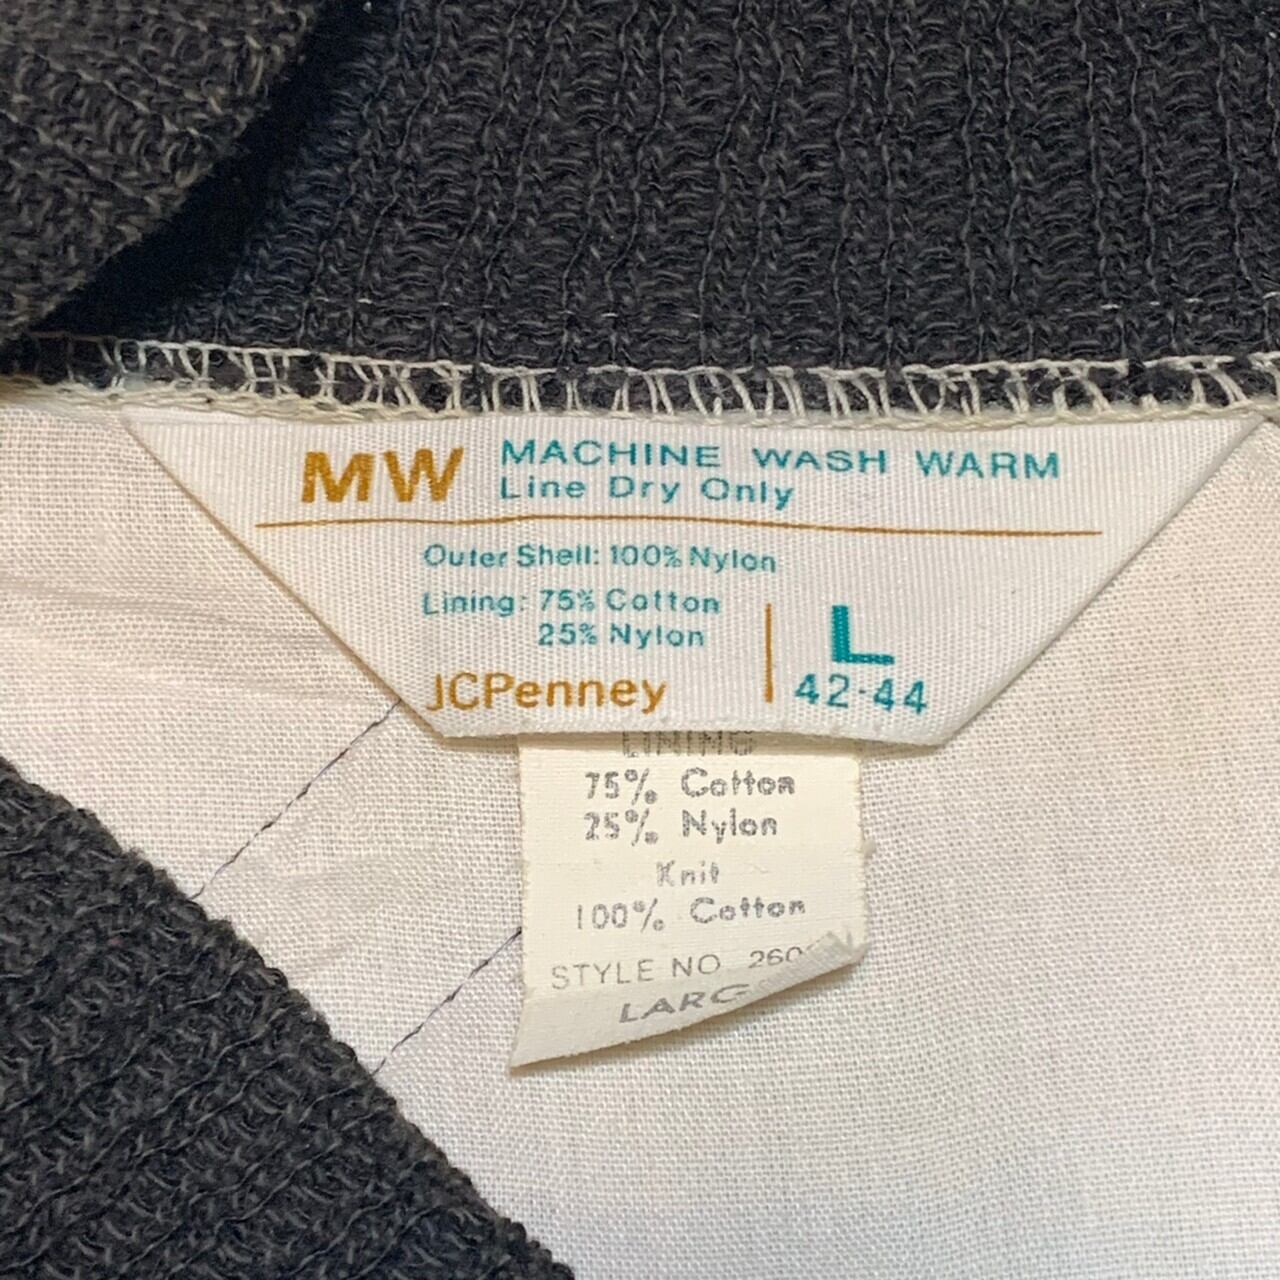 MW MACHINE WASH WARM
Line Dry Only
Outer Shell: 100% Nylon
Lining: 75% Cotton
25% Nylon
JCPenney
L
42-44
LINING
75% Cotton
25% Nylon
Knit
100% Cotton
STYLE NO